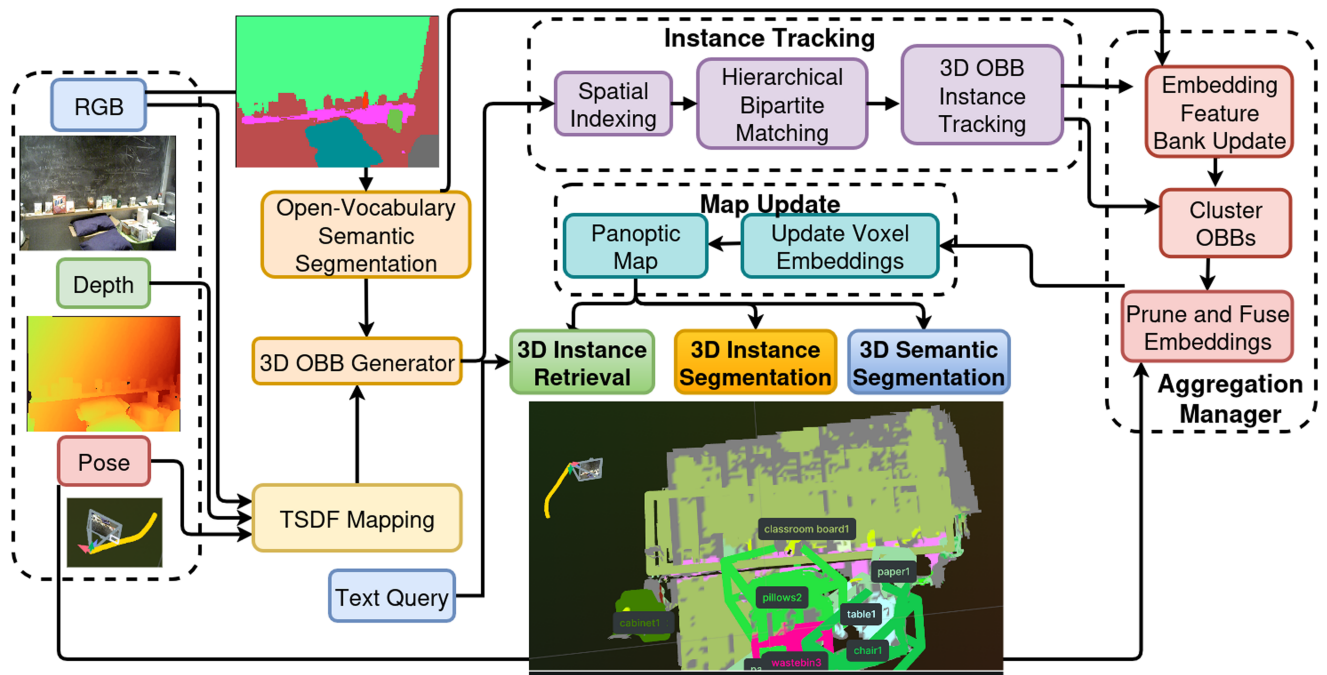 RGB
Depth
Pose
Open-Vocabulary
Semantic
Segmentation
3D OBB Generator
TSDF Mapping
Text Query
Instance Tracking
Spatial
Indexing
Hierarchical
Bipartite
Matching
3D OBB
Instance
Tracking
Map Update
Panoptic
Map
Update Voxel
Embeddings
3D Instance
Retrieval
3D Instance
Segmentation
3D Semantic
Segmentation
Embedding
Feature
Bank Update
Cluster
OBBs
Prune and Fuse
Embeddings
Aggregation
Manager
classroom board1
paper1
pillows2
table1
cabinet1
chair1
wastebin3